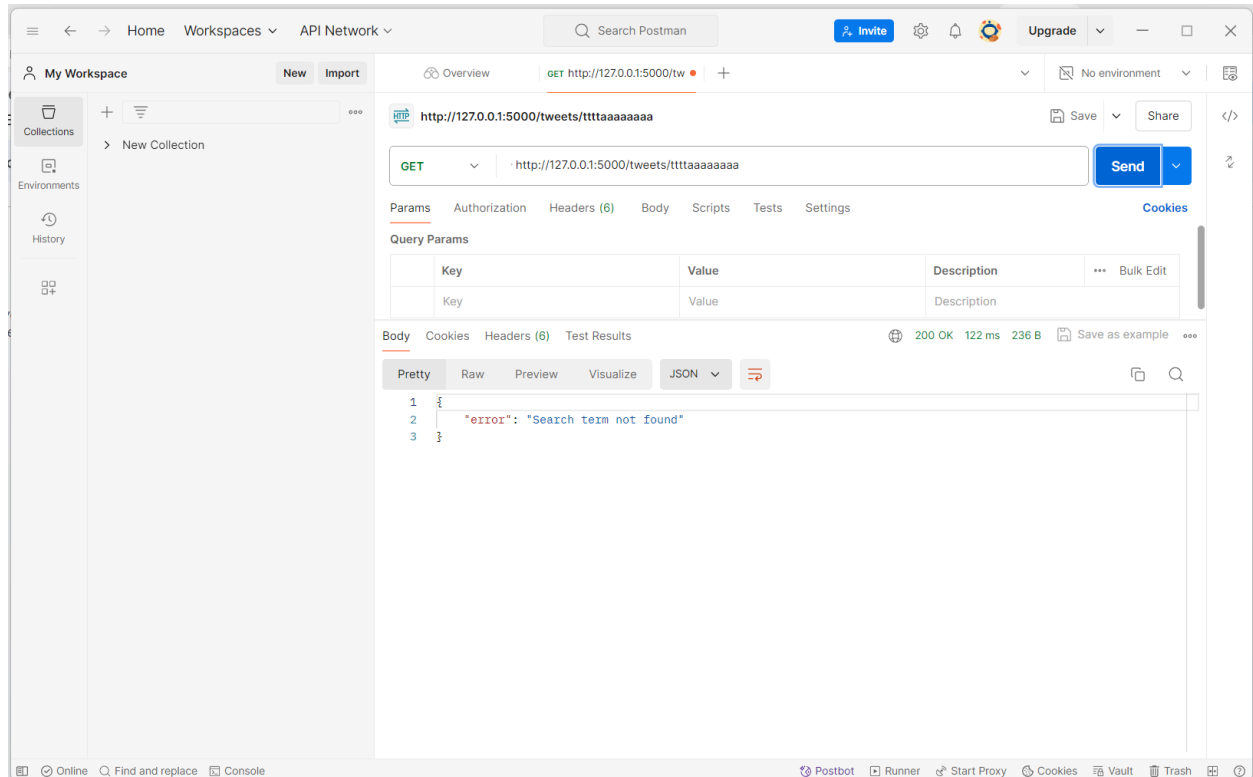 Home Workspaces API Network Search Postman Invite Upgrade
My Workspace New Import Overview GET http://127.0.0.1:5000/tw No environment
Collections
Environments
History
New Collection
HTTP http://127.0.0.1:5000/tweets/ttttaaaaaaaa Save Share
GET http://127.0.0.1:5000/tweets/ttttaaaaaaaaa Send
Params Authorization Headers (6) Body Scripts Tests Settings Cookies
Query Params
Key Value Description Bulk Edit
Key Value Description
Body Cookies Headers (6) Test Results 200 OK 122 ms 236 B Save as example
Pretty Raw Preview Visualize JSON
1 {
2 "error": "Search term not found"
3 }
Online Find and replace Console Postbot Runner Start Proxy Cookies Vault Trash